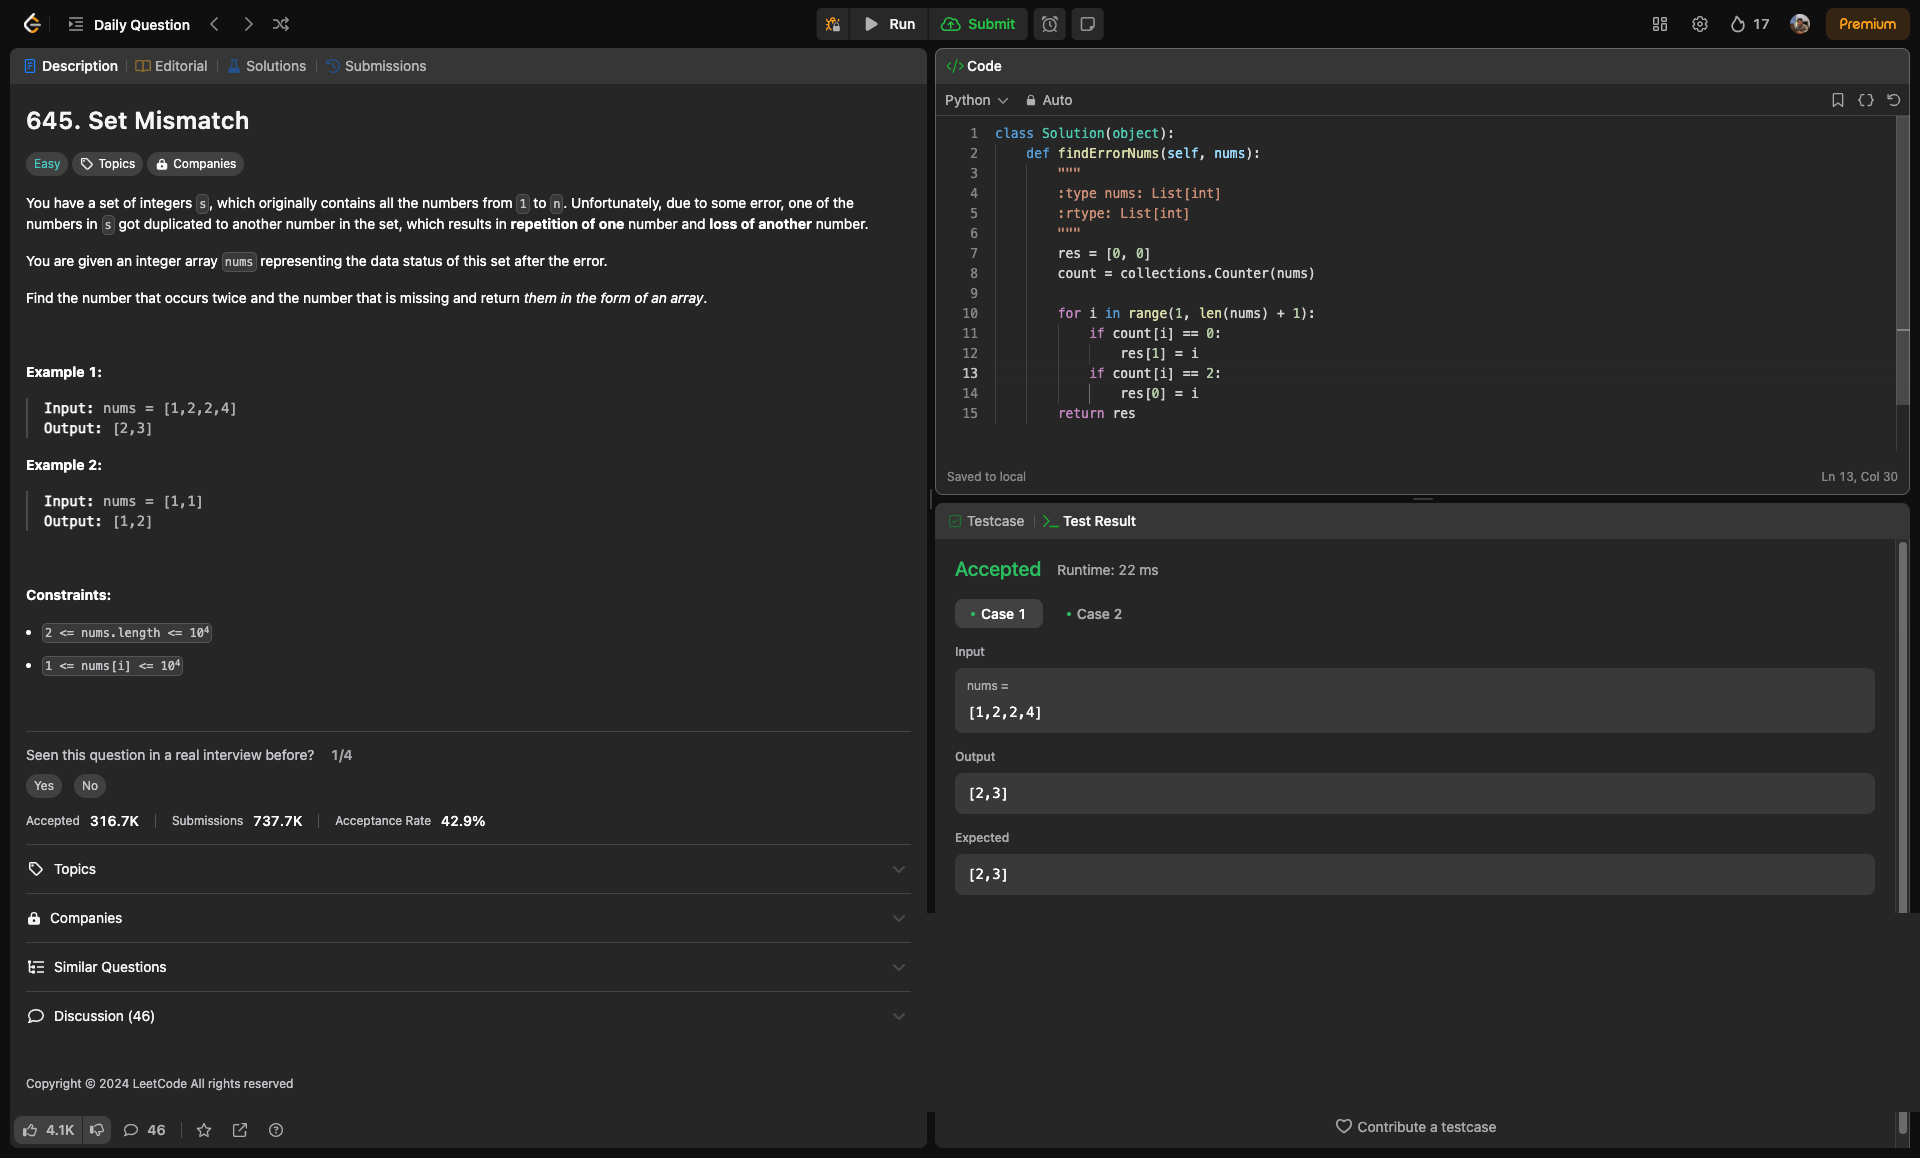 Daily Question
Run
Submit
17
Premium
Description
Editorial
Solutions
Submissions
645. Set Mismatch
Easy
Topics
Companies
You have a set of integers s, which originally contains all the numbers from 1 to n. Unfortunately, due to some error, one of the
numbers in s got duplicated to another number in the set, which results in repetition of one number and loss of another number.
You are given an integer array nums representing the data status of this set after the error.
Find the number that occurs twice and the number that is missing and return them in the form of an array.
Example 1:
Input: nums = [1,2,2,4]
Output: [2,3]
Example 2:
Input: nums = [1,1]
Output: [1,2]
Constraints:
• 2 <= nums.length <= 10⁴
• 1 <= nums[i] <= 10⁴
Seen this question in a real interview before? 1/4
Yes
No
Accepted 316.7K
Submissions 737.7K
Acceptance Rate 42.9%
Topics
Companies
Similar Questions
Discussion (46)
Copyright © 2024 LeetCode All rights reserved
4.1K
46
</> Code
Python
Auto
1 class Solution(object):
2     def findErrorNums(self, nums):
3         """
4         :type nums: List[int]
5         :rtype: List[int]
6         """
7         res = [0, 0]
8         count = collections.Counter(nums)
9
10         for i in range(1, len(nums) + 1):
11             if count[i] == 0:
12                 res[1] = i
13             if count[i] == 2:
14                 res[0] = i
15         return res
Saved to local
Ln 13, Col 30
Testcase
>_ Test Result
Accepted
Runtime: 22 ms
• Case 1
• Case 2
Input
nums =
[1,2,2,4]
Output
[2,3]
Expected
[2,3]
Contribute a testcase